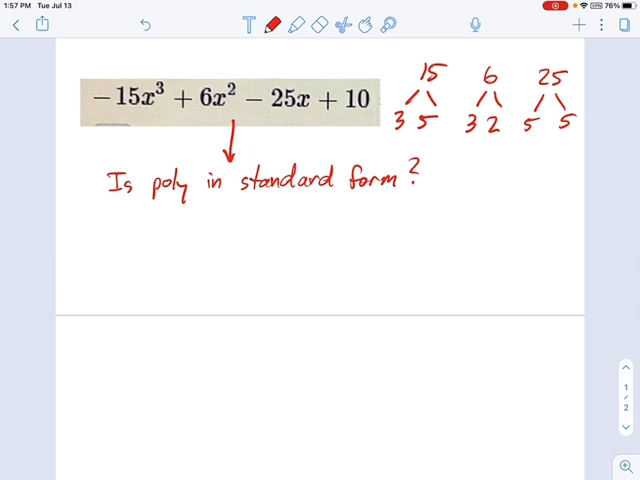 1:57 PM Tue Jul 13
76%
T
−15x³ + 6x² − 25x + 10
15 6 25
3 5 3 2 5 5
Is poly in standard form?
1
/
2